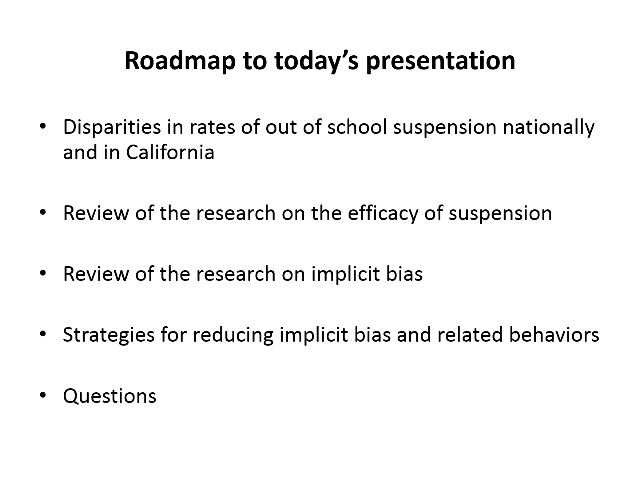 Roadmap to today’s presentation
• Disparities in rates of out of school suspension nationally
and in California
• Review of the research on the efficacy of suspension
• Review of the research on implicit bias
• Strategies for reducing implicit bias and related behaviors
• Questions